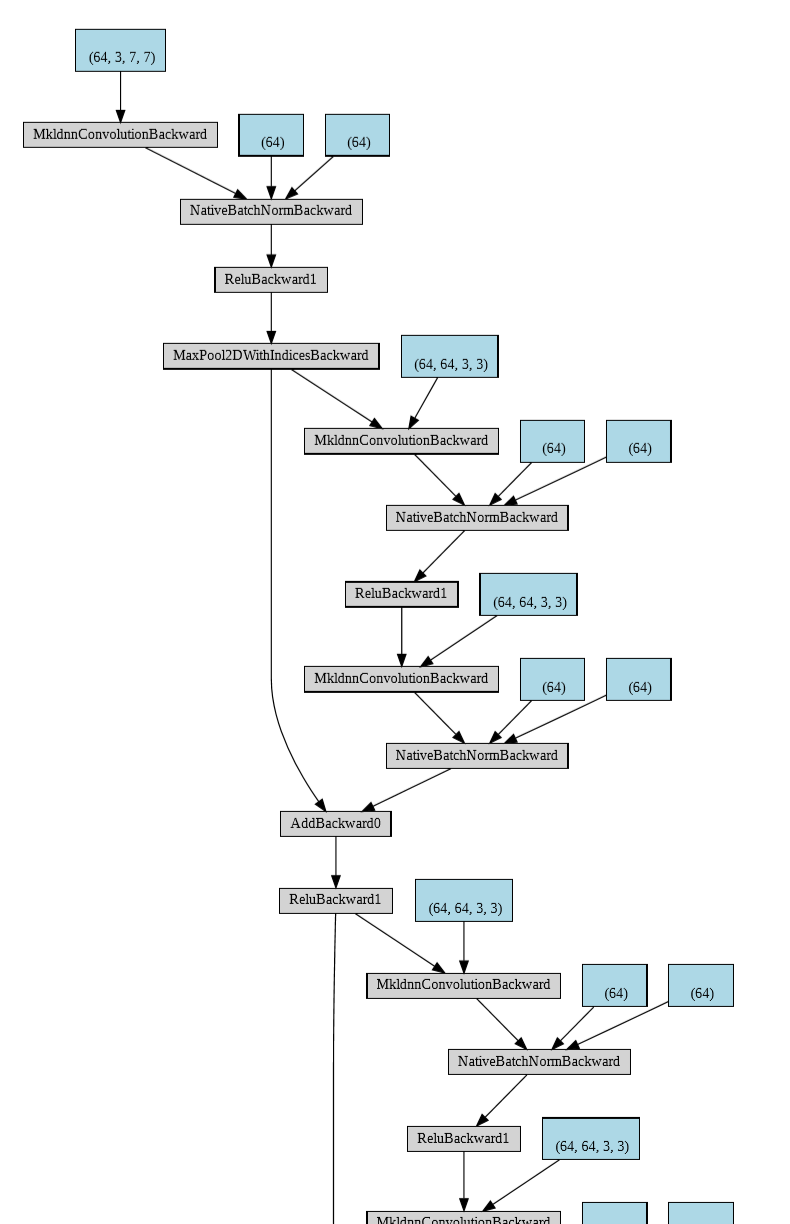 (64, 3, 7, 7)
MkldnnConvolutionBackward
(64)
(64)
NativeBatchNormBackward
ReluBackward1
MaxPool2DWithIndicesBackward
(64, 64, 3, 3)
MkldnnConvolutionBackward
(64)
(64)
NativeBatchNormBackward
ReluBackward1
(64, 64, 3, 3)
MkldnnConvolutionBackward
(64)
(64)
NativeBatchNormBackward
AddBackward0
ReluBackward1
(64, 64, 3, 3)
MkldnnConvolutionBackward
(64)
(64)
NativeBatchNormBackward
ReluBackward1
(64, 64, 3, 3)
MkldnnConvolutionBackward